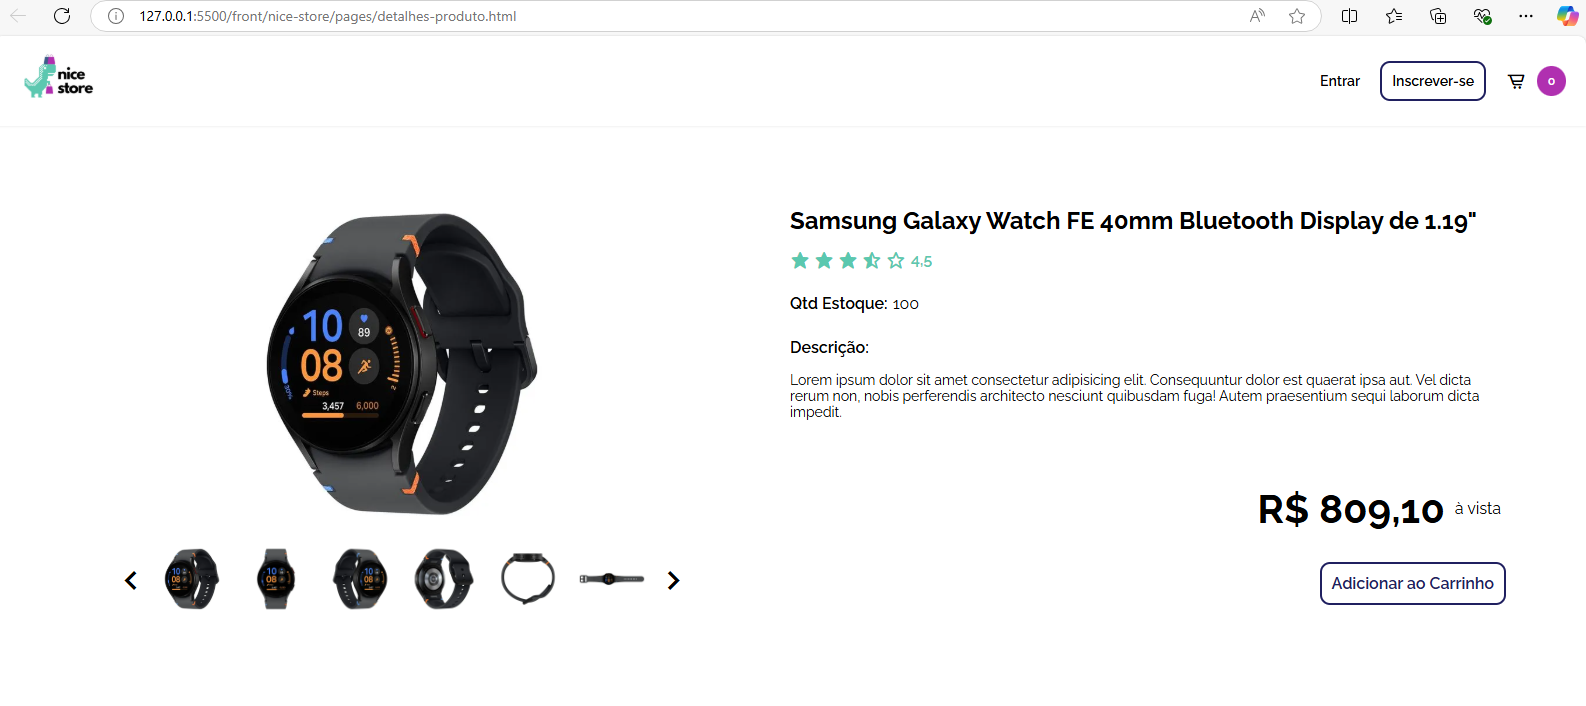 127.0.0.1:5500/front/nice-store/pages/detalhes-produto.html
nice
store
Entrar
Inscrever-se
0
Samsung Galaxy Watch FE 40mm Bluetooth Display de 1.19"
4,5
Qtd Estoque: 100
Descrição:
Lorem ipsum dolor sit amet consectetur adipisicing elit. Consequuntur dolor est quaerat ipsa aut. Vel dicta
rerum non, nobis perferendis architecto nesciunt quibusdam fuga! Autem praesentium sequi laborum dicta
impedit.
10
89
08
Steps
3,457 6,000
R$ 809,10 à vista
Adicionar ao Carrinho